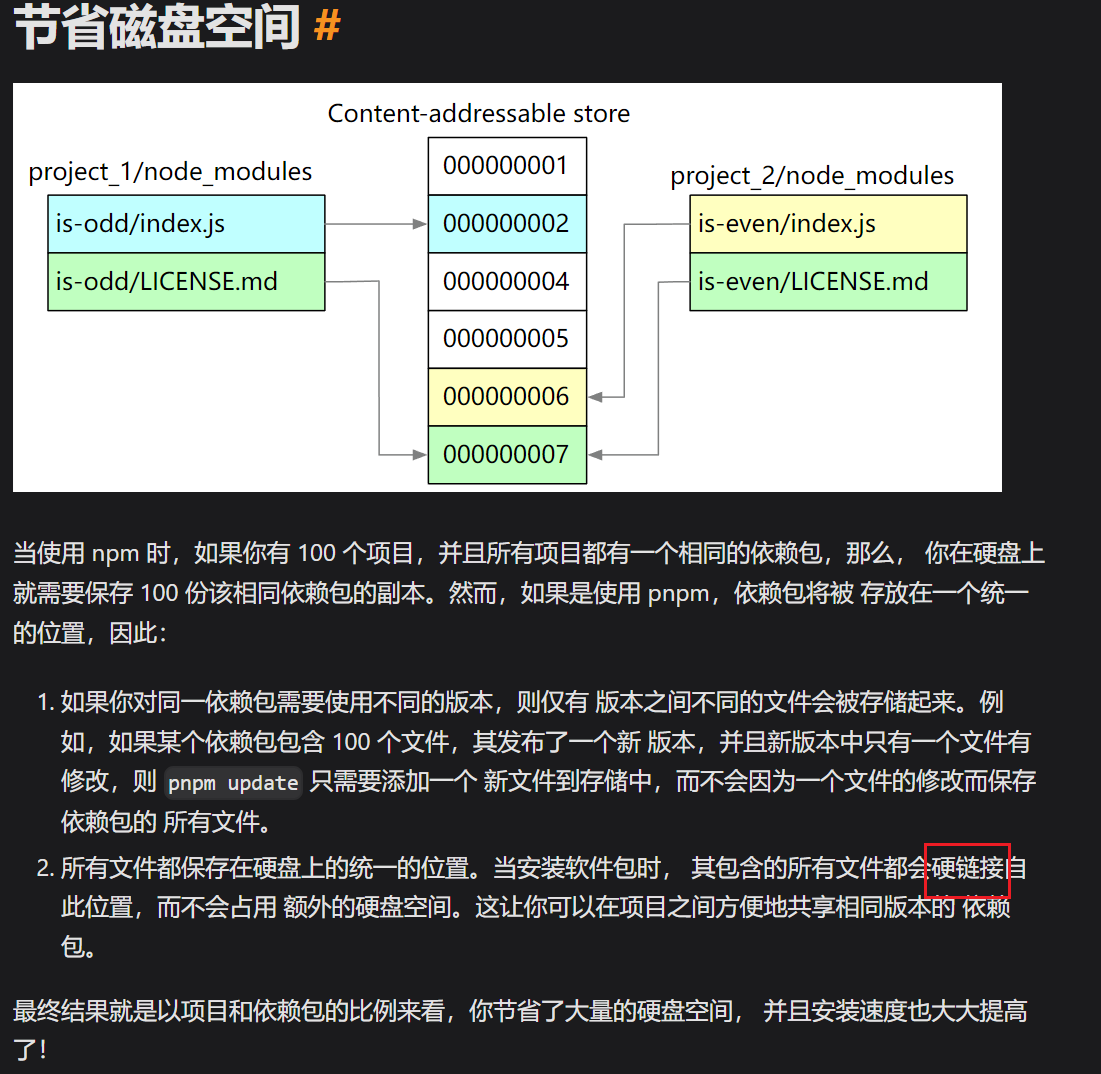 节省磁盘空间 #
Content-addressable store
project_1/node_modules
is-odd/index.js
is-odd/LICENSE.md
000000001
000000002
000000004
000000005
000000006
000000007
project_2/node_modules
is-even/index.js
is-even/LICENSE.md
当使用 npm 时，如果你有 100 个项目，并且所有项目都有一个相同的依赖包，那么， 你在硬盘上
就需要保存 100 份该相同依赖包的副本。然而，如果是使用 pnpm，依赖包将被 存放在一个统一
的位置，因此：
1. 如果你对同一依赖包需要使用不同的版本，则仅有 版本之间不同的文件会被存储起来。例
如，如果某个依赖包包含 100 个文件，其发布了一个新 版本，并且新版本中只有一个文件有
修改，则 pnpm update 只需要添加一个 新文件到存储中，而不会因为一个文件的修改而保存
依赖包的 所有文件。
2. 所有文件都保存在硬盘上的统一的位置。当安装软件包时， 其包含的所有文件都会硬链接自
此位置，而不会占用 额外的硬盘空间。这让你可以在项目之间方便地共享相同版本的 依赖
包。
最终结果就是以项目和依赖包的比例来看，你节省了大量的硬盘空间， 并且安装速度也大大提高
了！